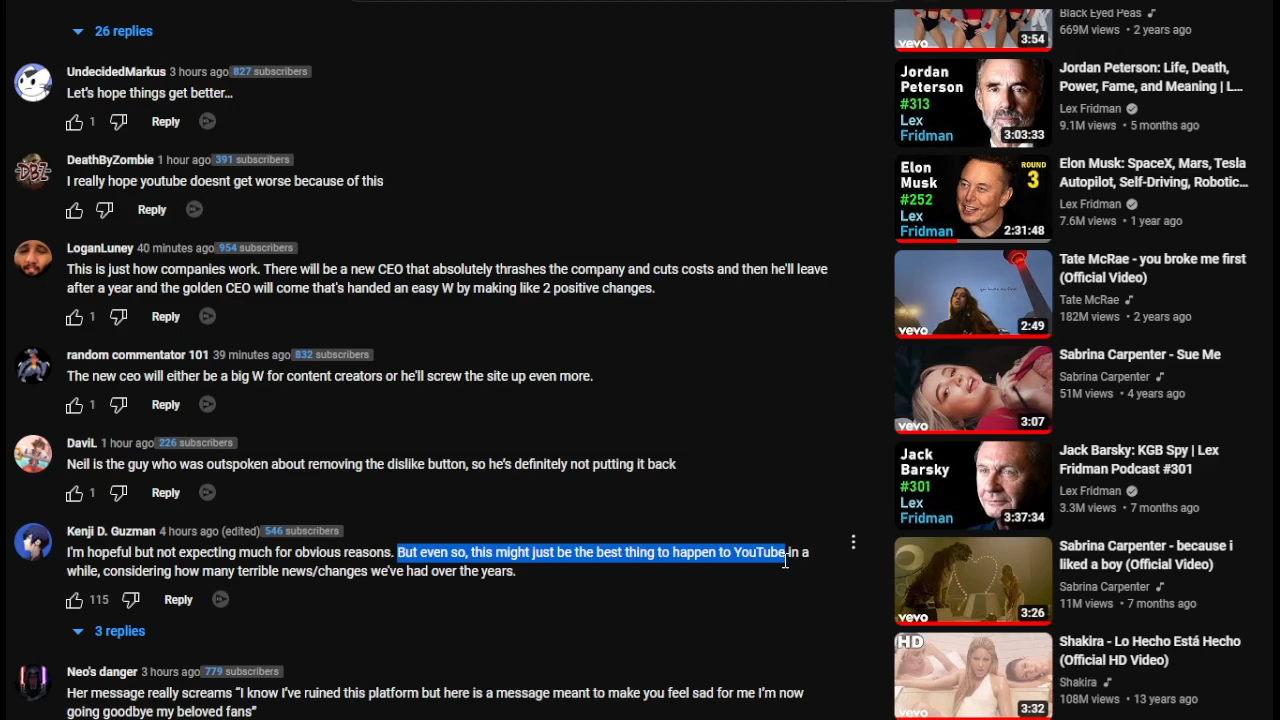 26 replies
UndecidedMarkus 3 hours ago 827 subscribers
Let's hope things get better...
1 Reply
DeathByZombie 1 hour ago 391 subscribers
I really hope youtube doesnt get worse because of this
Reply
LoganLuney 40 minutes ago 954 subscribers
This is just how companies work. There will be a new CEO that absolutely thrashes the company and cuts costs and then he'll leave
after a year and the golden CEO will come that's handed an easy W by making like 2 positive changes.
1 Reply
random commentator 101 39 minutes ago 832 subscribers
The new ceo will either be a big W for content creators or he'll screw the site up even more.
1 Reply
DaviL 1 hour ago 226 subscribers
Neil is the guy who was outspoken about removing the dislike button, so he's definitely not putting it back
1 Reply
Kenji D. Guzman 4 hours ago (edited) 546 subscribers
I'm hopeful but not expecting much for obvious reasons. But even so, this might just be the best thing to happen to YouTube in a
while, considering how many terrible news/changes we've had over the years.
115 Reply
3 replies
Neo's danger 3 hours ago 779 subscribers
Her message really screams “I know I've ruined this platform but here is a message meant to make you feel sad for me I'm now
going goodbye my beloved fans”
vevo
3:54
Black Eyed Peas
669M views • 2 years ago
Jordan
Peterson
#313
Lex
Fridman
3:03:33
Jordan Peterson: Life, Death,
Power, Fame, and Meaning | L...
Lex Fridman
9.1M views • 5 months ago
Elon
Musk
#252
Lex
Fridman
ROUND
3
2:31:48
Elon Musk: SpaceX, Mars, Tesla
Autopilot, Self-Driving, Robotic...
Lex Fridman
7.6M views • 1 year ago
you broke me first
vevo
2:49
Tate McRae - you broke me first
(Official Video)
Tate McRae
182M views • 2 years ago
vevo
3:07
Sabrina Carpenter - Sue Me
Sabrina Carpenter
51M views • 4 years ago
Jack
Barsky
#301
Lex
Fridman
3:37:34
Jack Barsky: KGB Spy | Lex
Fridman Podcast #301
Lex Fridman
3.3M views • 7 months ago
vevo
3:26
Sabrina Carpenter - because i
liked a boy (Official Video)
Sabrina Carpenter
11M views • 7 months ago
HD
vevo
3:32
Shakira - Lo Hecho Está Hecho
(Official HD Video)
Shakira
108M views • 13 years ago